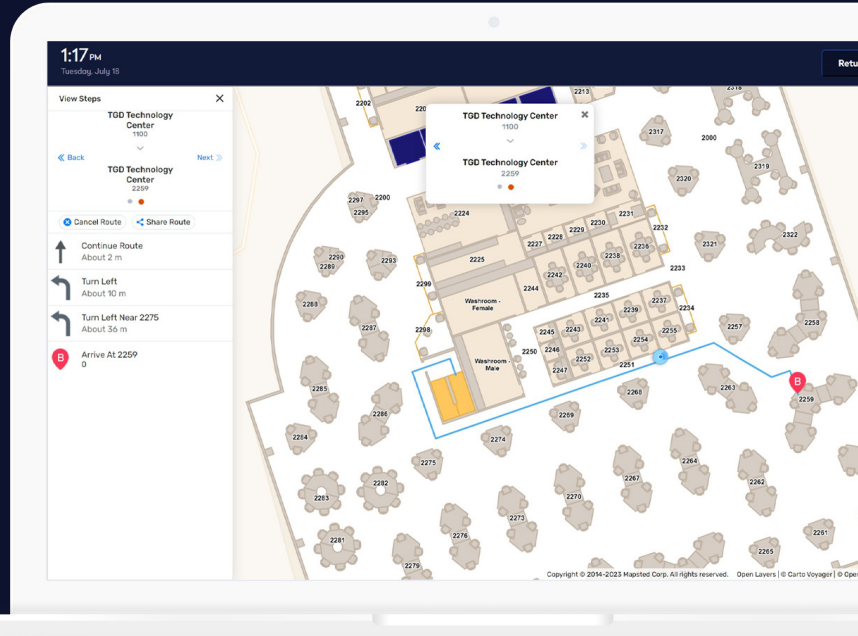 1:17 PM
Tuesday, July 18
Retu
View Steps
TGD Technology
Center
1100
Back
Next
TGD Technology
Center
2259
Cancel Route
Share Route
Continue Route
About 2 m
Turn Left
About 10 m
Turn Left Near 2275
About 36 m
B
Arrive At 2259
0
TGD Technology Center
1100
TGD Technology Center
2259
2202
220
2213
2318
2317
2000
2319
2320
2297
2200
2295
2224
2231
2230
2232
2229
2228
2227
2236
2321
2322
2290
2289
2293
2225
2238
2240
2242
2233
2299
2244
2235
2288
Washroom -
Female
2237
2234
2239
2241
2287
2298
2245
2243
2255
2257
2258
2254
2250
2246
2253
2252
2251
2247
Washroom -
Male
B
2285
2263
2259
2268
2286
2269
2284
2274
2275
2264
2282
2267
2262
2283
2270
2273
2281
2276
2261
2265
2279
Copyright © 2014-2023 Mapsted Corp. All rights reserved.
Open Layers | © Carto Voyager | © Ope